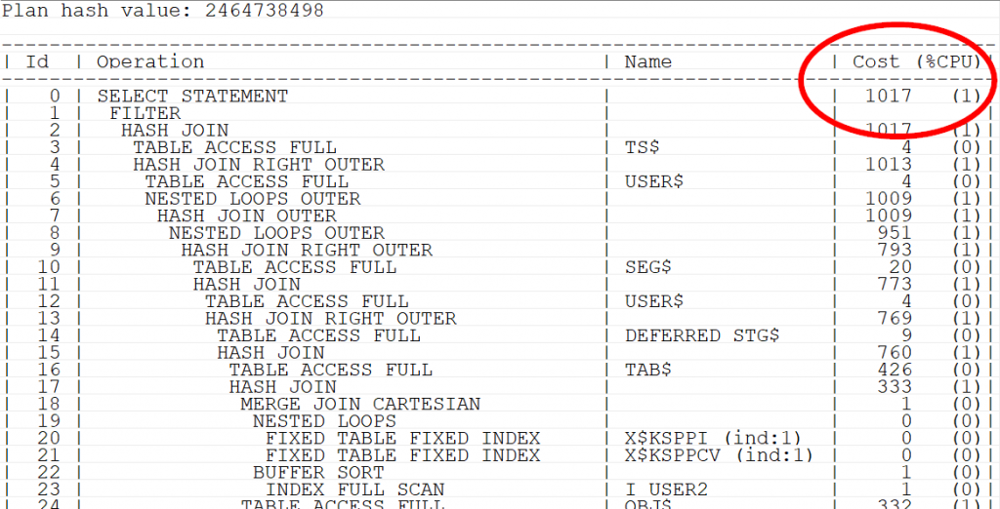 Plan hash value: 2464738498
| Id | Operation | Name | Cost (%CPU)|
| 0 | SELECT STATEMENT | | 1017 (1)|
| 1 | FILTER | | |
| 2 | HASH JOIN | | 1017 (1)|
| 3 | TABLE ACCESS FULL | TS$ | 4 (0)|
| 4 | HASH JOIN RIGHT OUTER | | 1013 (1)|
| 5 | TABLE ACCESS FULL | USER$ | 4 (0)|
| 6 | NESTED LOOPS OUTER | | 1009 (1)|
| 7 | HASH JOIN OUTER | | 1009 (1)|
| 8 | NESTED LOOPS OUTER | | 951 (1)|
| 9 | HASH JOIN RIGHT OUTER | | 793 (1)|
| 10 | TABLE ACCESS FULL | SEG$ | 20 (0)|
| 11 | HASH JOIN | | 773 (1)|
| 12 | TABLE ACCESS FULL | USER$ | 4 (0)|
| 13 | HASH JOIN RIGHT OUTER | | 769 (1)|
| 14 | TABLE ACCESS FULL | DEFERRED_STG$ | 9 (0)|
| 15 | HASH JOIN | | 760 (1)|
| 16 | TABLE ACCESS FULL | TAB$ | 426 (0)|
| 17 | HASH JOIN | | 333 (1)|
| 18 | MERGE JOIN CARTESIAN | | 1 (0)|
| 19 | NESTED LOOPS | | 0 (0)|
| 20 | FIXED TABLE FIXED INDEX | X$KSPPI (ind:1) | 0 (0)|
| 21 | FIXED TABLE FIXED INDEX | X$KSPPCV (ind:1) | 0 (0)|
| 22 | BUFFER SORT | | 1 (0)|
| 23 | INDEX FULL SCAN | I_USER2 | 1 (0)|
| 24 | TABLE ACCESS FULL | OBJ$ | 332 (1)|